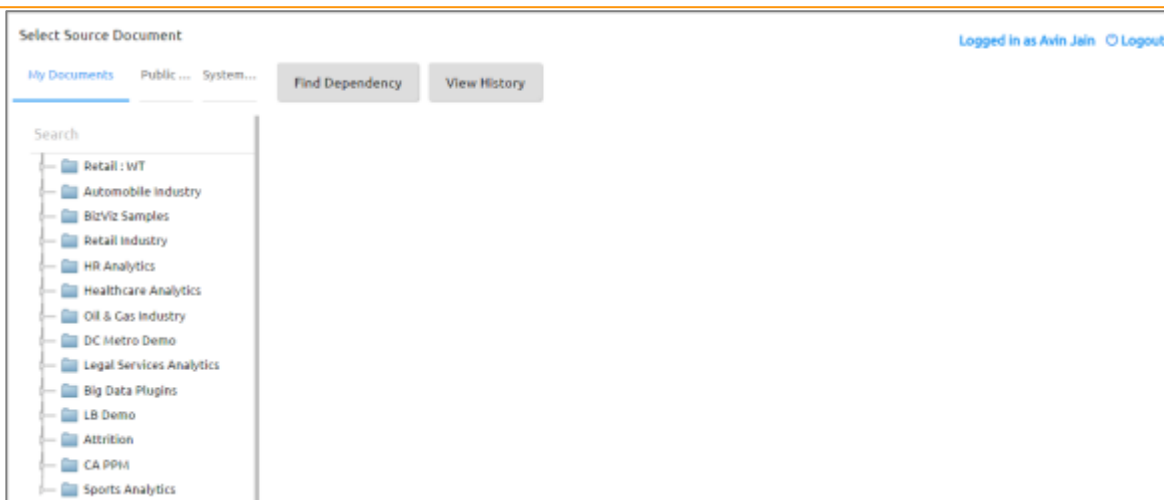 Select Source Document
Logged in as Avin Jain Logout
My Documents Public ... System...
Find Dependency View History
Search
Retail : WT
Automobile Industry
BizViz Samples
Retail Industry
HR Analytics
Healthcare Analytics
Oil & Gas Industry
DC Metro Demo
Legal Services Analytics
Big Data Plugins
LB Demo
Attrition
CA PPM
Sports Analytics